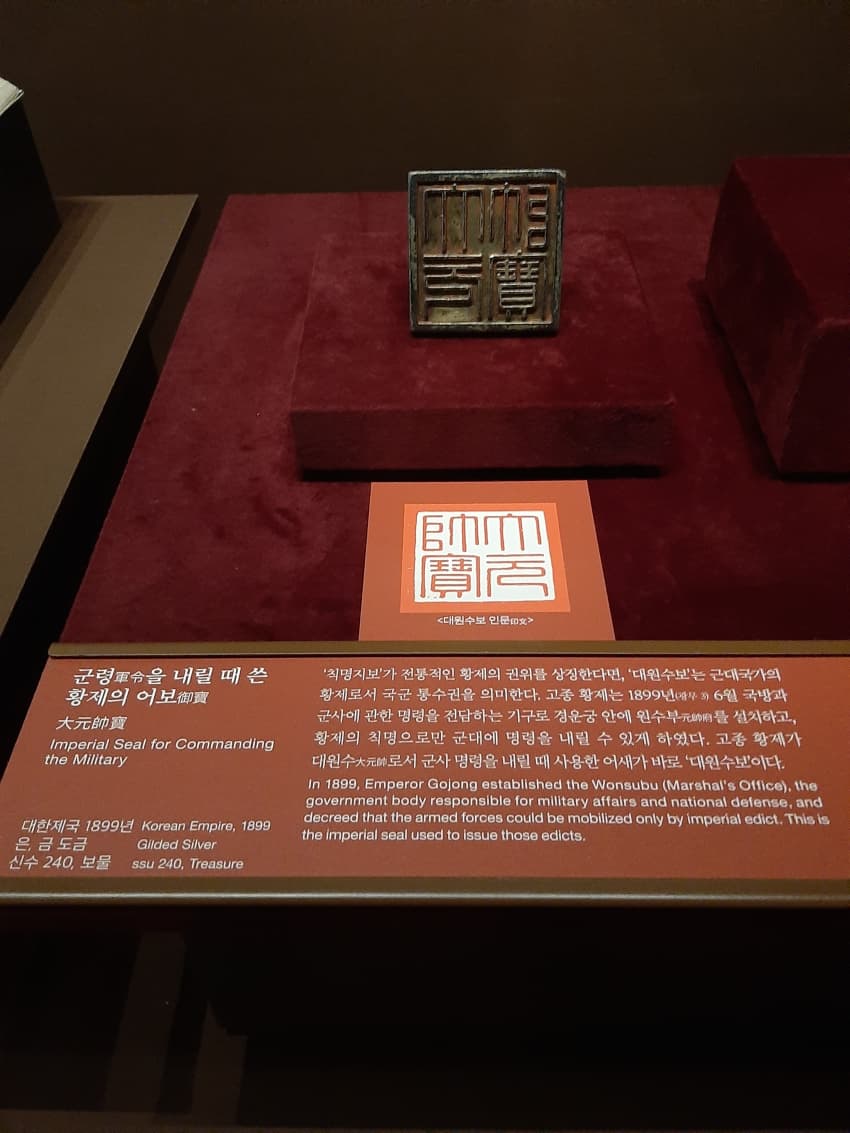 大元
帥寶
<대원수보 인문印文>
군령軍令을 내릴 때 쓴
황제의 어보御寶
大元帥寶
Imperial Seal for Commanding
the Military
대한제국 1899년 Korean Empire, 1899
은, 금 도금 Gilded Silver
신수 240, 보물 ssu 240, Treasure
'칙명지보'가 전통적인 황제의 권위를 상징한다면, '대원수보'는 근대국가의
황제로서 국군 통수권을 의미한다. 고종 황제는 1899년(광무 3) 6월 국방과
군사에 관한 명령을 전담하는 기구로 경운궁 안에 원수부元帥府를 설치하고,
황제의 칙명으로만 군대에 명령을 내릴 수 있게 하였다. 고종 황제가
대원수大元帥로서 군사 명령을 내릴 때 사용한 어새가 바로 '대원수보'이다.
In 1899, Emperor Gojong established the Wonsubu (Marshal's Office), the
government body responsible for military affairs and national defense, and
decreed that the armed forces could be mobilized only by imperial edict. This is
the imperial seal used to issue those edicts.